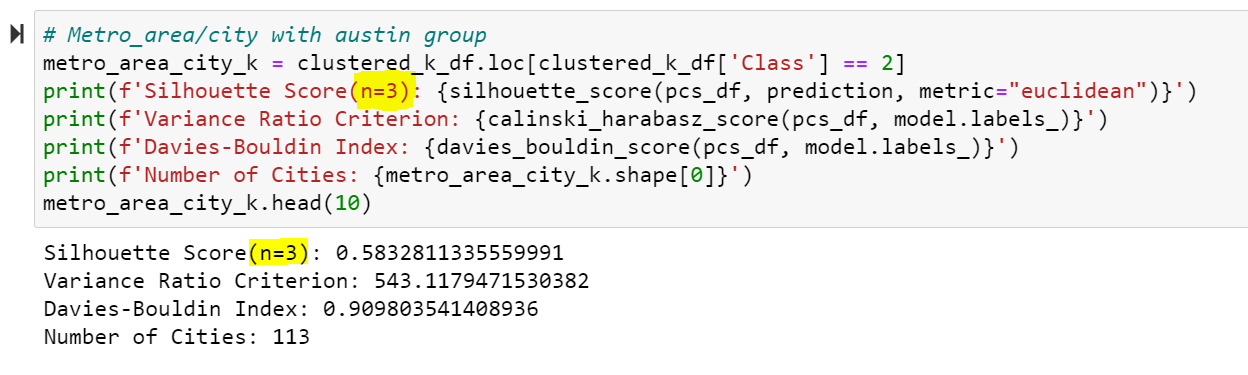 # Metro_area/city with austin group
metro_area_city_k = clustered_k_df.loc[clustered_k_df['Class'] == 2]
print(f'Silhouette Score(n=3): {silhouette_score(pcs_df, prediction, metric="euclidean")}')
print(f'Variance Ratio Criterion: {calinski_harabasz_score(pcs_df, model.labels_)}')
print(f'Davies-Bouldin Index: {davies_bouldin_score(pcs_df, model.labels_)}')
print(f'Number of Cities: {metro_area_city_k.shape[0]}')
metro_area_city_k.head(10)
Silhouette Score(n=3): 0.5832811335559991
Variance Ratio Criterion: 543.1179471530382
Davies-Bouldin Index: 0.909803541408936
Number of Cities: 113